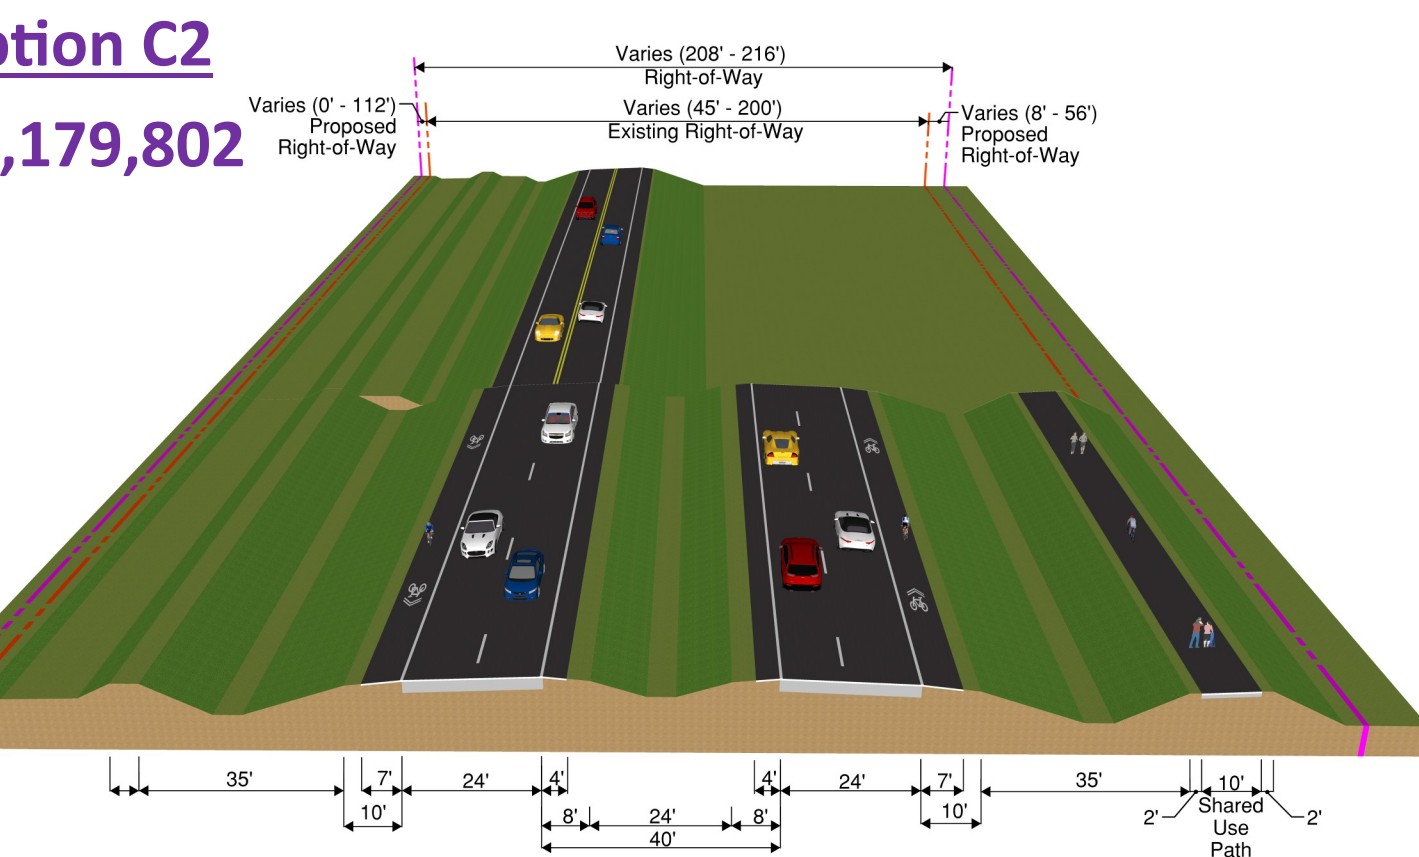 ption C2
,179,802
Varies (208' - 216')
Right-of-Way
Varies (0' - 112')
Proposed
Right-of-Way
Varies (45' - 200')
Existing Right-of-Way
Varies (8' - 56')
Proposed
Right-of-Way
35' 7' 24' 4' 4' 24' 7' 35' 10'
10' 8' 24' 8' 10' 2' Shared 2'
40' Use
Path